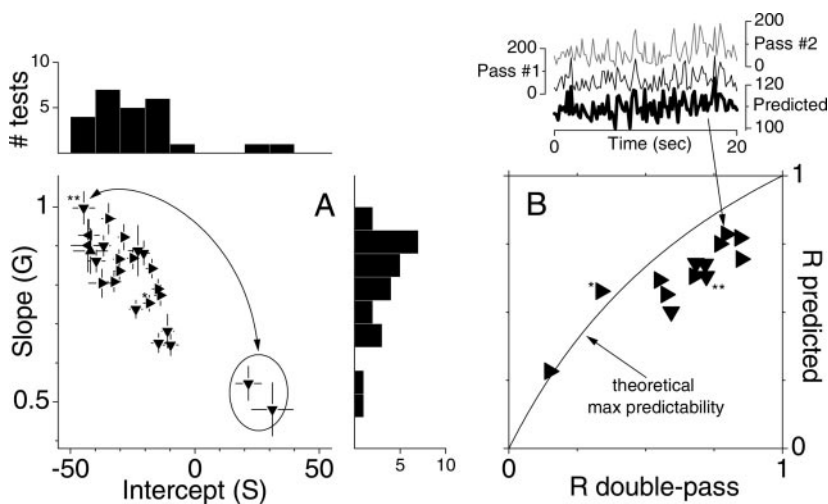 10
5
# tests
200
Pass #2
0
200
Pass #1
0
120
Predicted
100
0
Time (sec)
20
**
A
1
Slope (G)
*
0.5
-50
0
50
Intercept (S)
5
10
B
1
R predicted
*
**
theoretical
max predictability
0
0
1
R double-pass